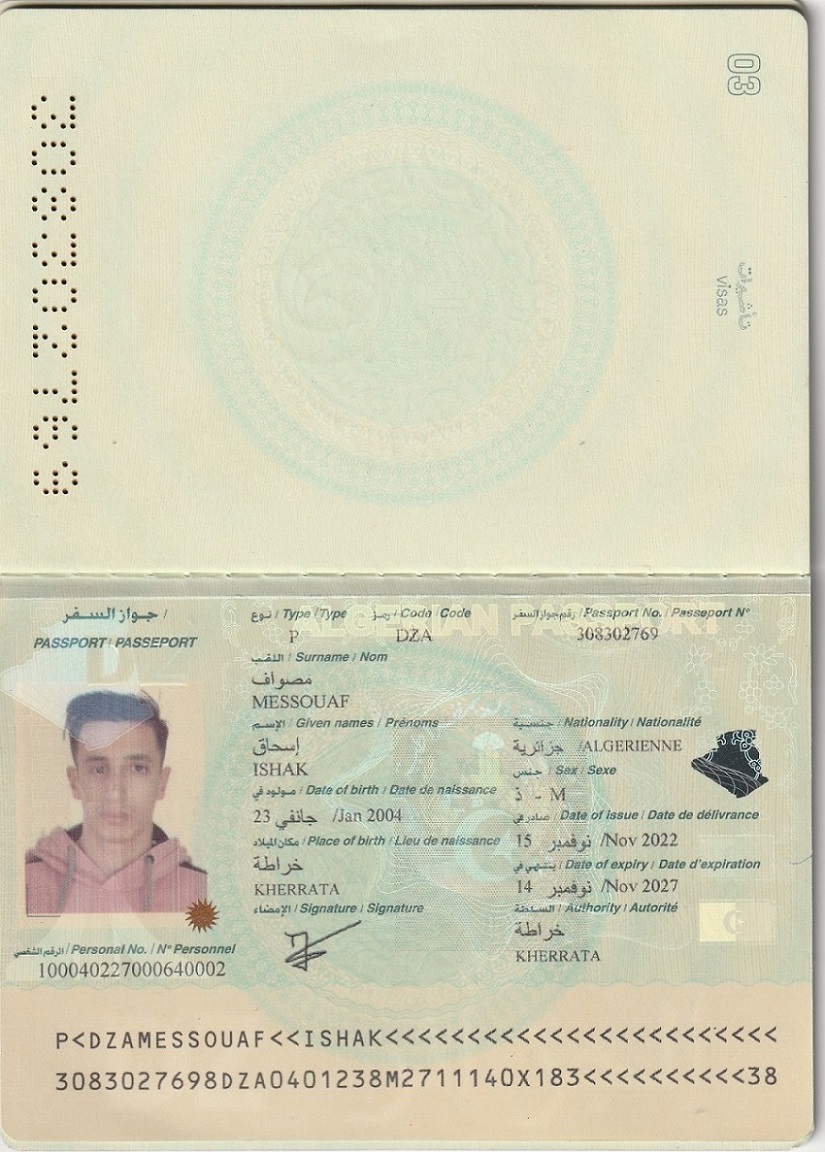 03
تأشيرات
visas
308302769
جواز السفر /
PASSPORT / PASSEPORT
نوع / Type / Type
P
رمز / Code / Code
DZA
رقم جواز السفر / Passport No. / Passeport N°
308302769
اللقب / Surname / Nom
مصواف
MESSOUAF
الإسم / Given names / Prénoms
إسحاق
ISHAK
جنسية / Nationality / Nationalité
جزائرية /ALGERIENNE
جنس / Sex / Sexe
ذ - M
مولود في / Date of birth / Date de naissance
23 جانفي /Jan 2004
صادر في / Date of issue / Date de délivrance
15 نوفمبر /Nov 2022
مكان الميلاد / Place of birth / Lieu de naissance
خراطة
KHERRATA
ينتهي في / Date of expiry / Date d'expiration
14 نوفمبر /Nov 2027
الإمضاء / Signature / Signature
السلطة / Authority / Autorité
خراطة
KHERRATA
الرقم الشخصي / Personal No. / N° Personnel
100040227000640002
P<DZAMESSOUAF<<ISHAK<<<<<<<<<<<<<<<<<<<<<<<<
3083027698DZA0401238M2711140X183<<<<<<<<<<38